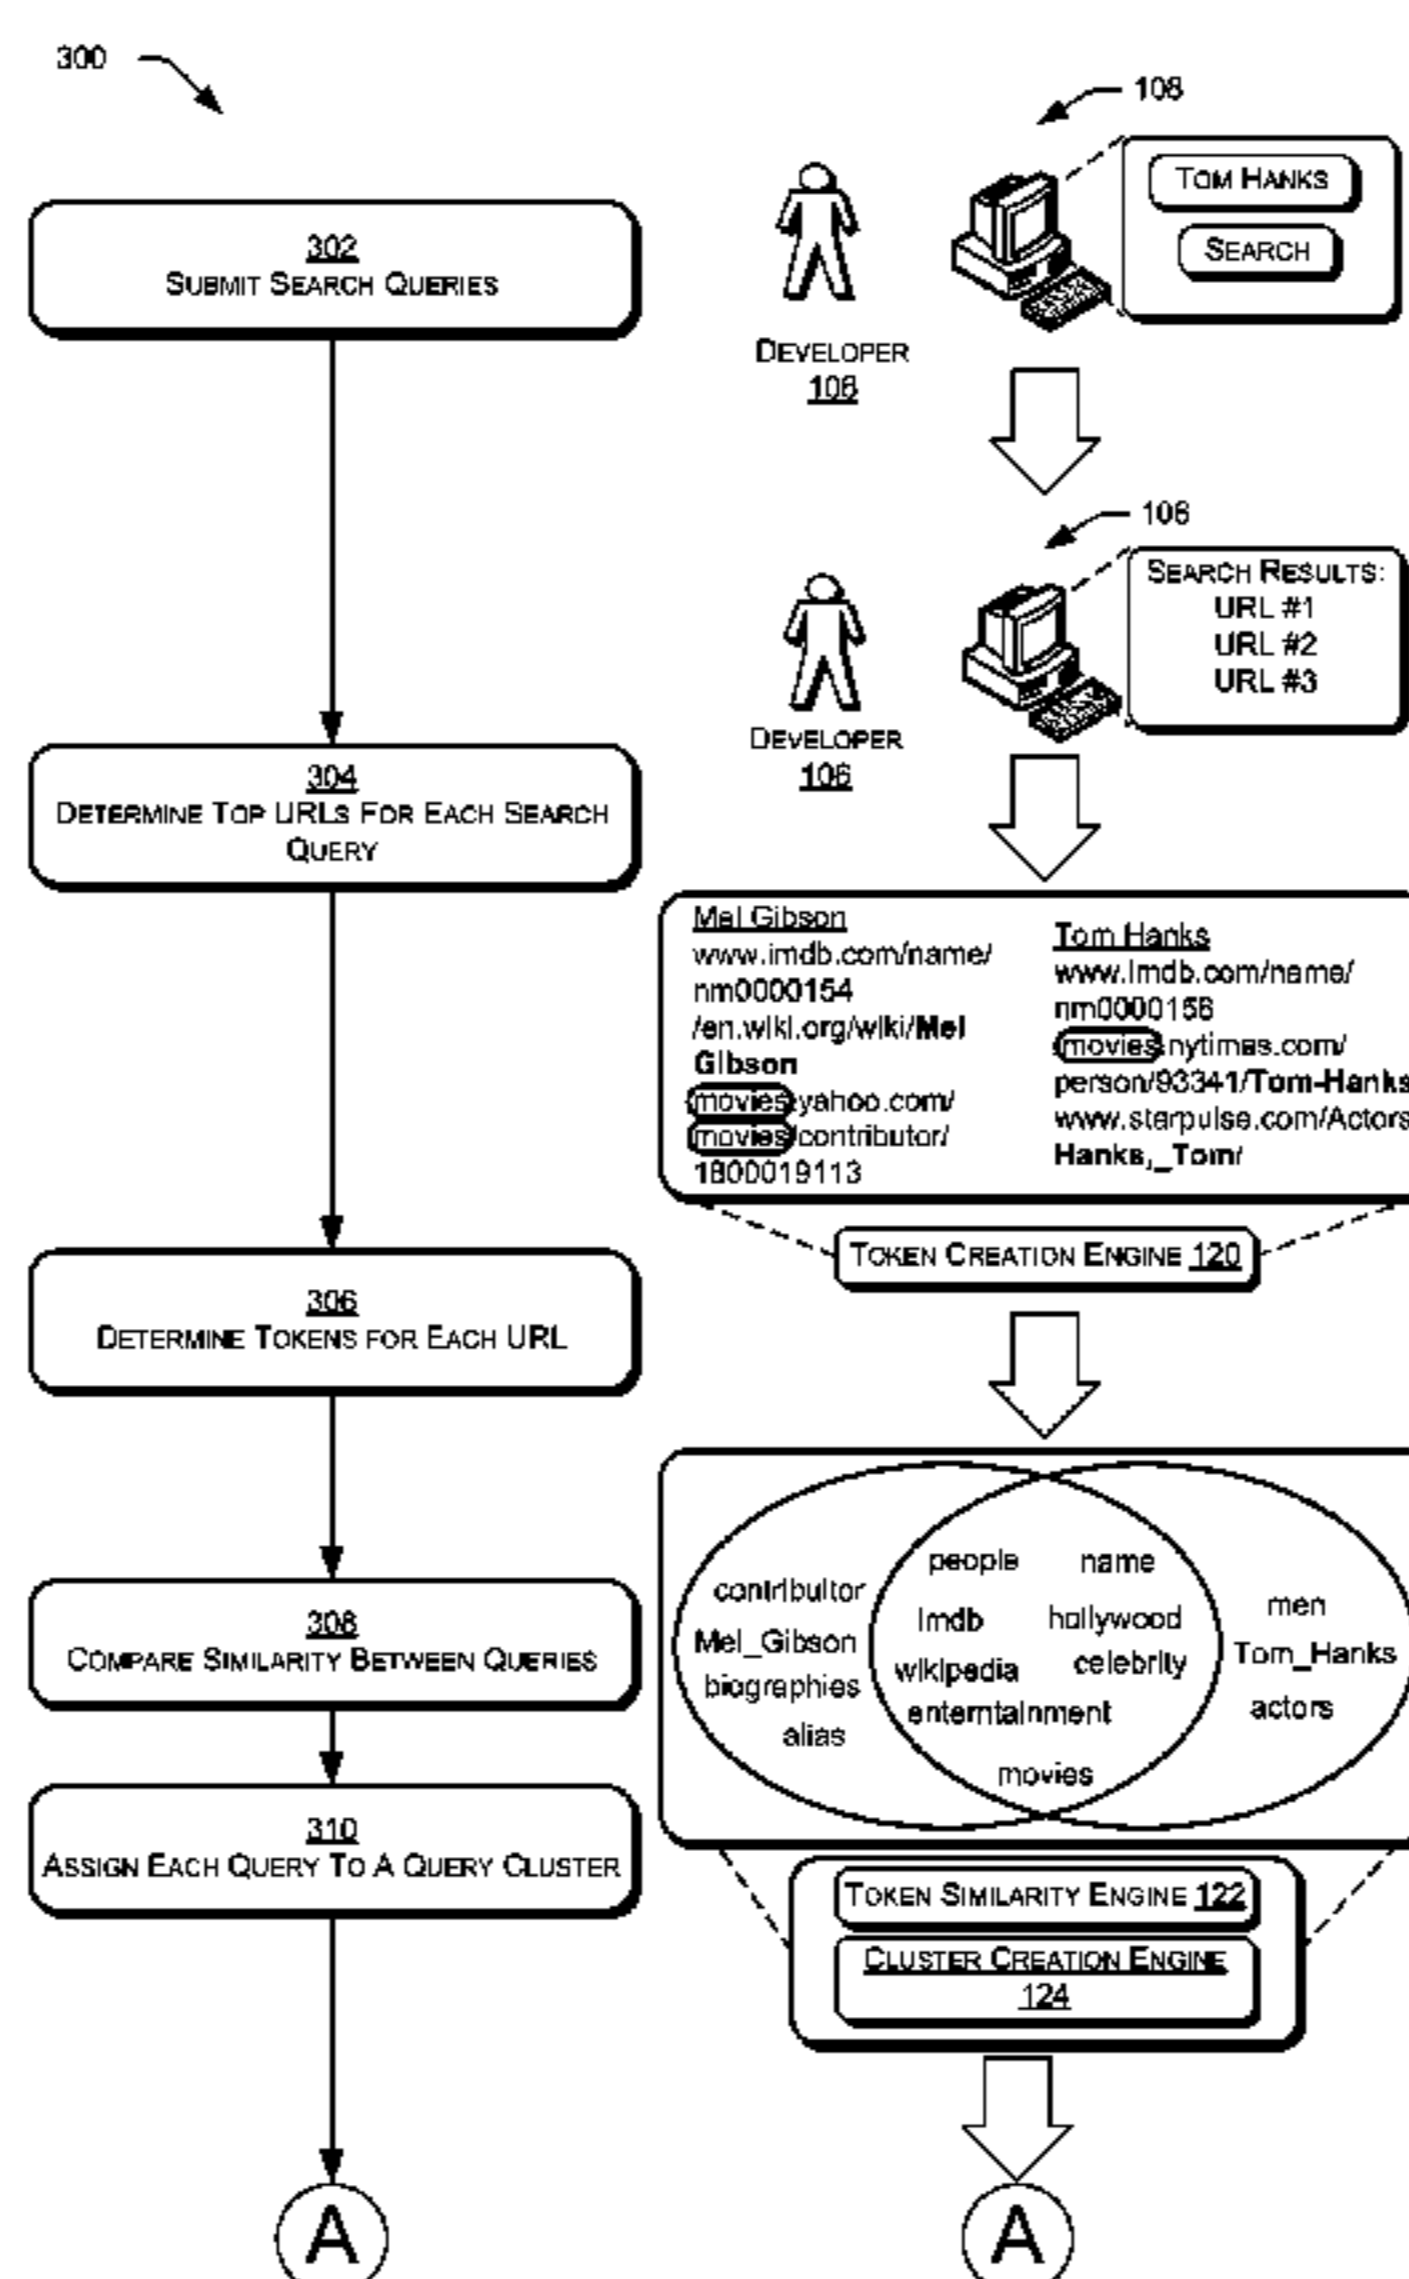 300
302
SUBMIT SEARCH QUERIES
304
DETERMINE TOP URLS FOR EACH SEARCH
QUERY
306
DETERMINE TOKENS FOR EACH URL
308
COMPARE SIMILARITY BETWEEN QUERIES
310
ASSIGN EACH QUERY TO A QUERY CLUSTER
A
108
TOM HANKS
SEARCH
DEVELOPER
106
108
SEARCH RESULTS:
URL #1
URL #2
URL #3
DEVELOPER
106
Mel Gibson
www.imdb.com/name/
nm0000154
/en.wiki.org/wiki/Mel
Gibson
movies.yahoo.com/
movies/contributor/
1800019113
Tom Hanks
www.imdb.com/name/
nm0000158
movies.nytimes.com/
person/93341/Tom-Hanks
www.starpulse.com/Actors
Hanks,_Tom/
TOKEN CREATION ENGINE 120
contribuitor
Mel_Gibson
biographies
alias
people name
imdb hollywood
wikipedia celebrity
enterntainment
movies
men
Tom_Hanks
actors
TOKEN SIMILARITY ENGINE 122
CLUSTER CREATION ENGINE
124
A